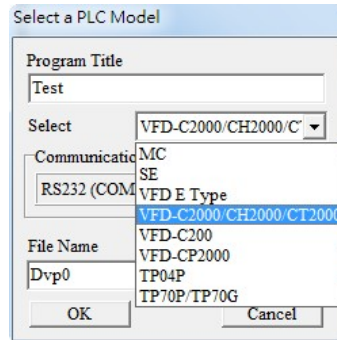 Select a PLC Model
Program Title
Test
Select
VFD-C2000/CH2000/C
Communicatio
MC
SE
VFD E Type
VFD-C2000/CH2000/CT2000
VFD-C200
VFD-CP2000
TP04P
TP70P/TP70G
RS232 (COM
File Name
Dvp0
OK
Cancel